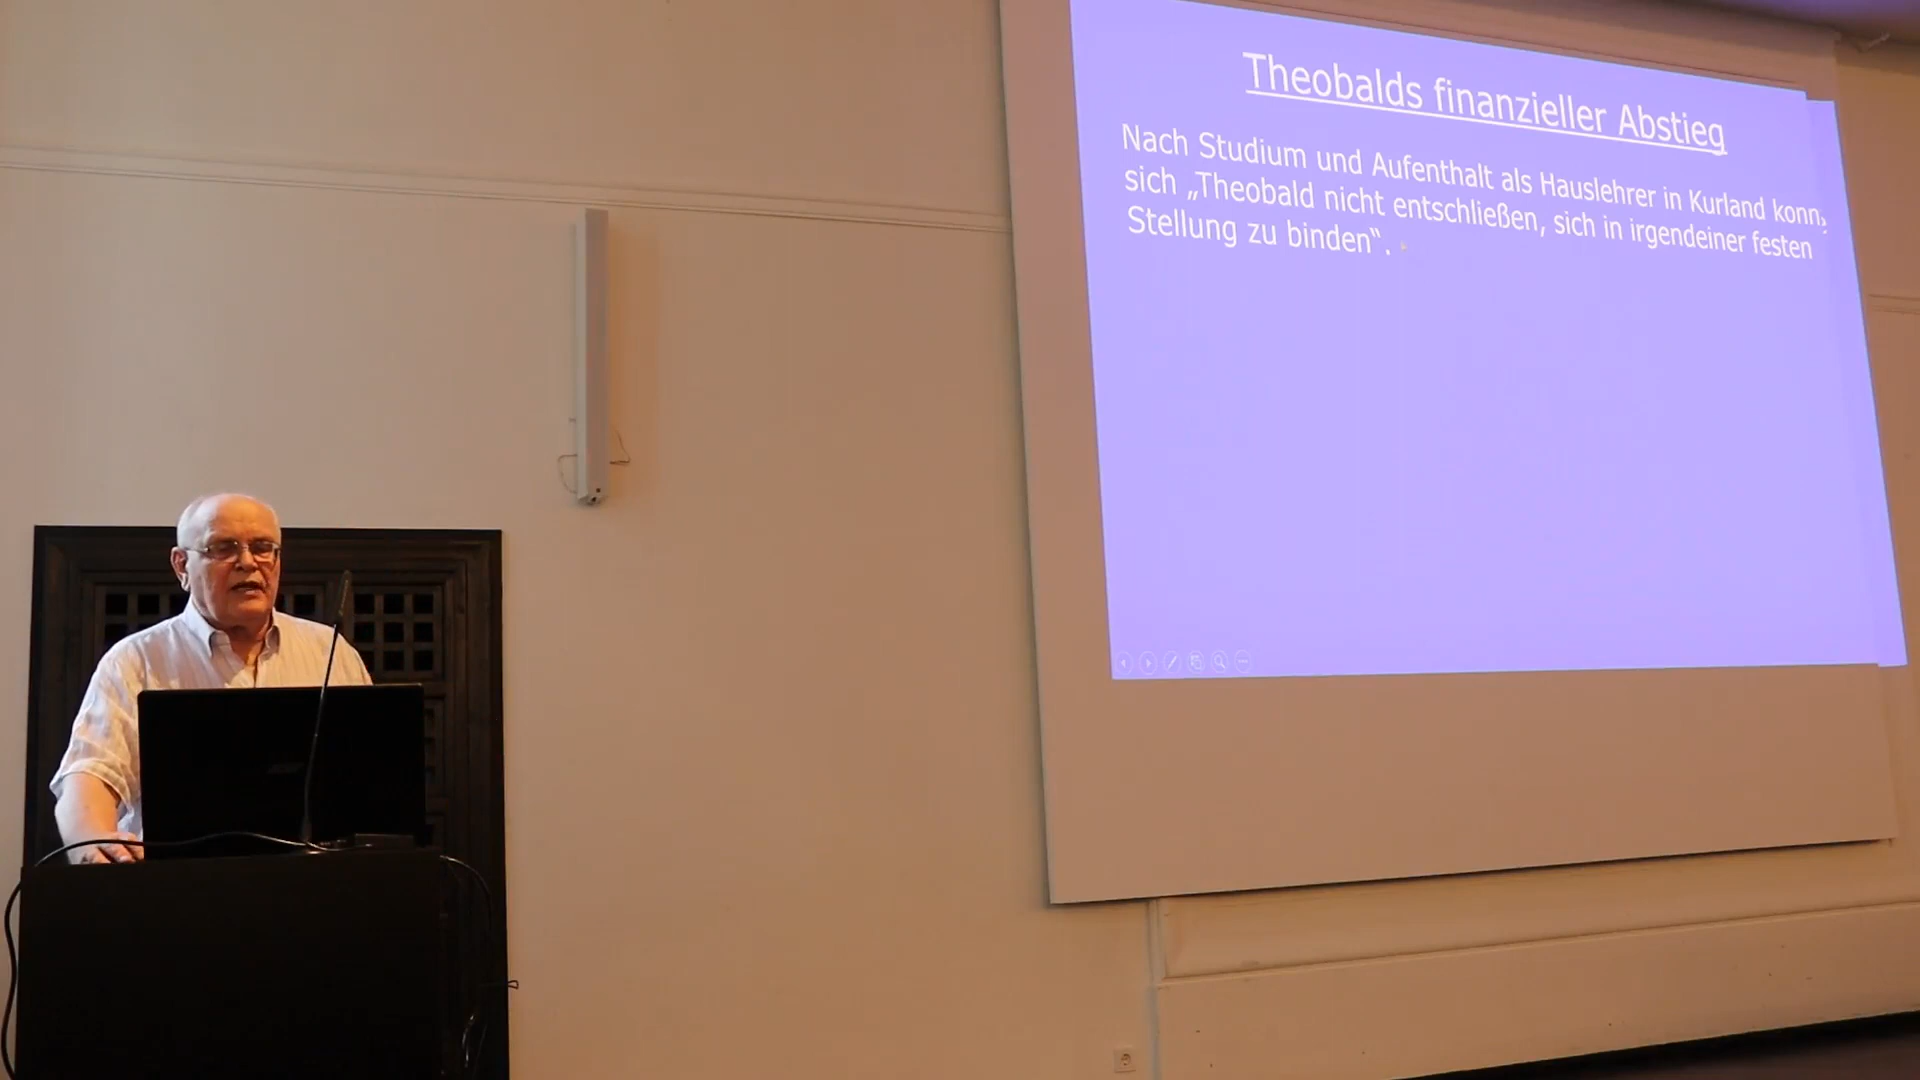 Theobalds finanzieller Abstieg
Nach Studium und Aufenthalt als Hauslehrer in Kurland konn
sich „Theobald nicht entschließen, sich in irgendeiner festen
Stellung zu binden“.